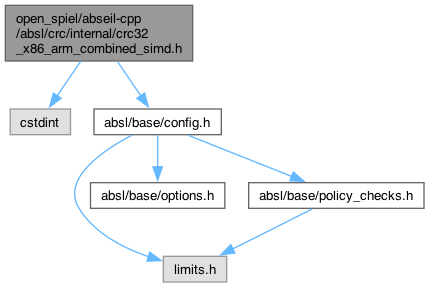 open_spiel/abseil-cpp
/absl/crc/internal/crc32
_x86_arm_combined_simd.h
cstdint
absl/base/config.h
absl/base/options.h
absl/base/policy_checks.h
limits.h